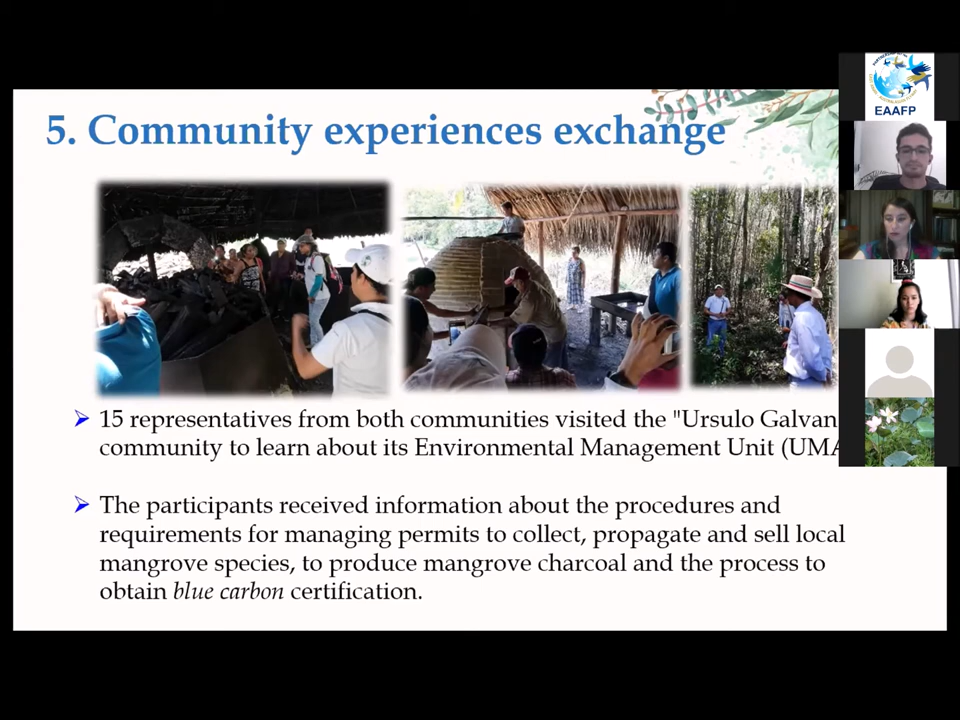 5. Community experiences exchange
EAAFP
➢ 15 representatives from both communities visited the "Ursulo Galvan
community to learn about its Environmental Management Unit (UMA
➢ The participants received information about the procedures and
requirements for managing permits to collect, propagate and sell local
mangrove species, to produce mangrove charcoal and the process to
obtain blue carbon certification.